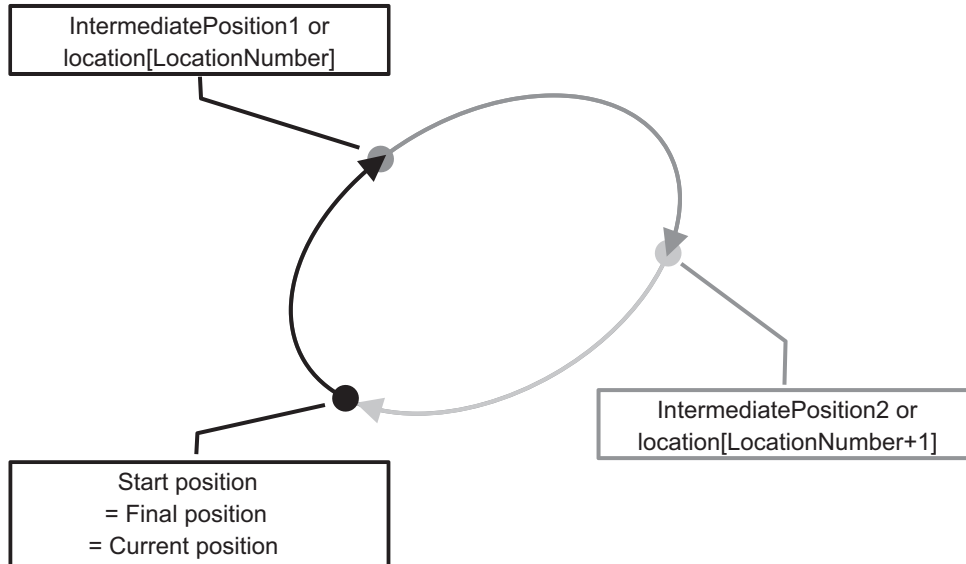 IntermediatePosition1 or
location[LocationNumber]
IntermediatePosition2 or
location[LocationNumber+1]
Start position
= Final position
= Current position